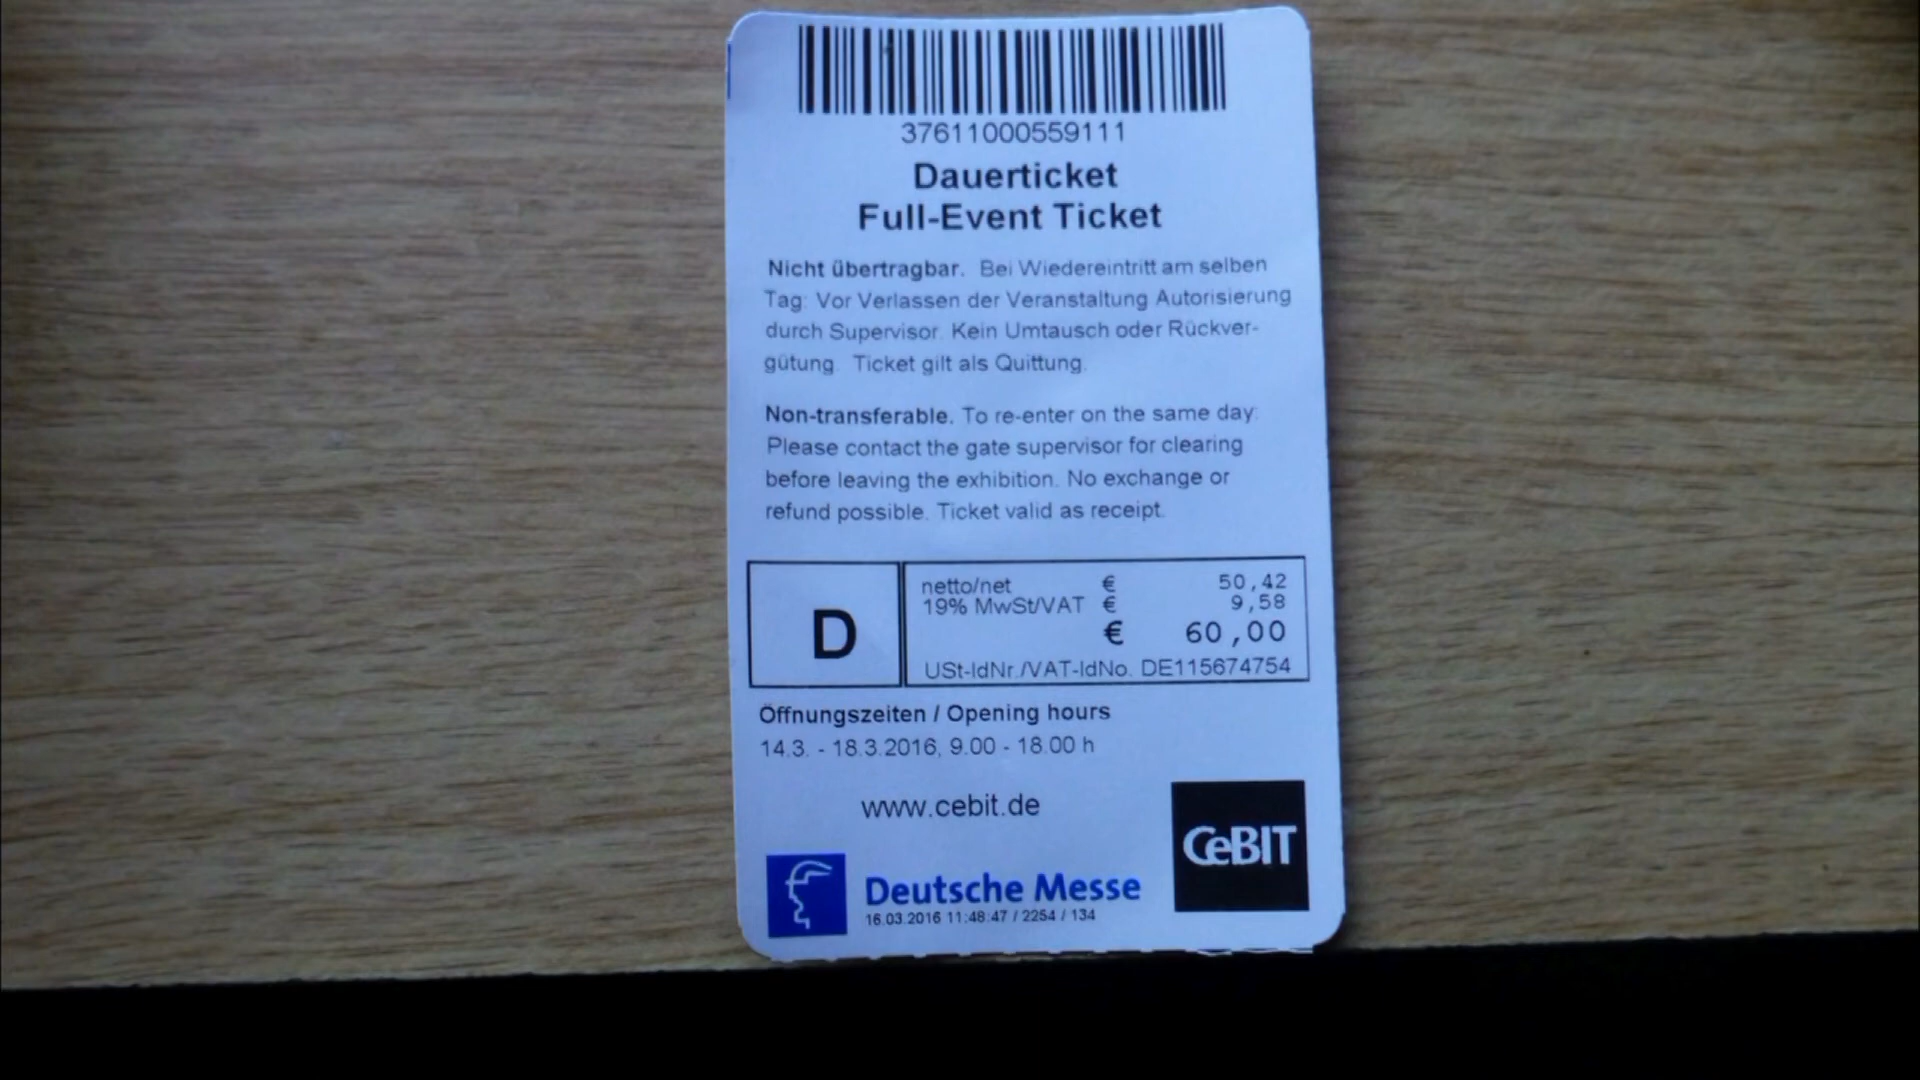 37611000559111
Dauerticket
Full-Event Ticket
Nicht übertragbar. Bei Wiedereintritt am selben
Tag: Vor Verlassen der Veranstaltung Autorisierung
durch Supervisor. Kein Umtausch oder Rückver-
gütung. Ticket gilt als Quittung.
Non-transferable. To re-enter on the same day:
Please contact the gate supervisor for clearing
before leaving the exhibition. No exchange or
refund possible. Ticket valid as receipt.
D
netto/net € 50,42
19% MwSt/VAT € 9,58
€ 60,00
USt-IdNr./VAT-IdNo. DE115674754
Öffnungszeiten / Opening hours
14.3. - 18.3.2016, 9.00 - 18.00 h
www.cebit.de
CeBIT
Deutsche Messe
16.03.2016 11:48:47 / 2254 / 134